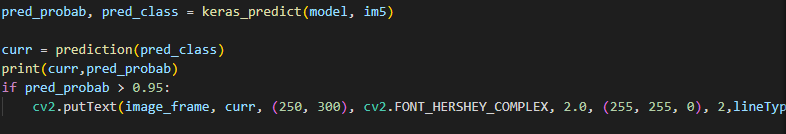 pred_probab, pred_class = keras_predict(model, im5)
curr = prediction(pred_class)
print(curr,pred_probab)
if pred_probab > 0.95:
cv2.putText(image_frame, curr, (250, 300), cv2.FONT_HERSHEY_COMPLEX, 2.0, (255, 255, 0), 2,lineTyp